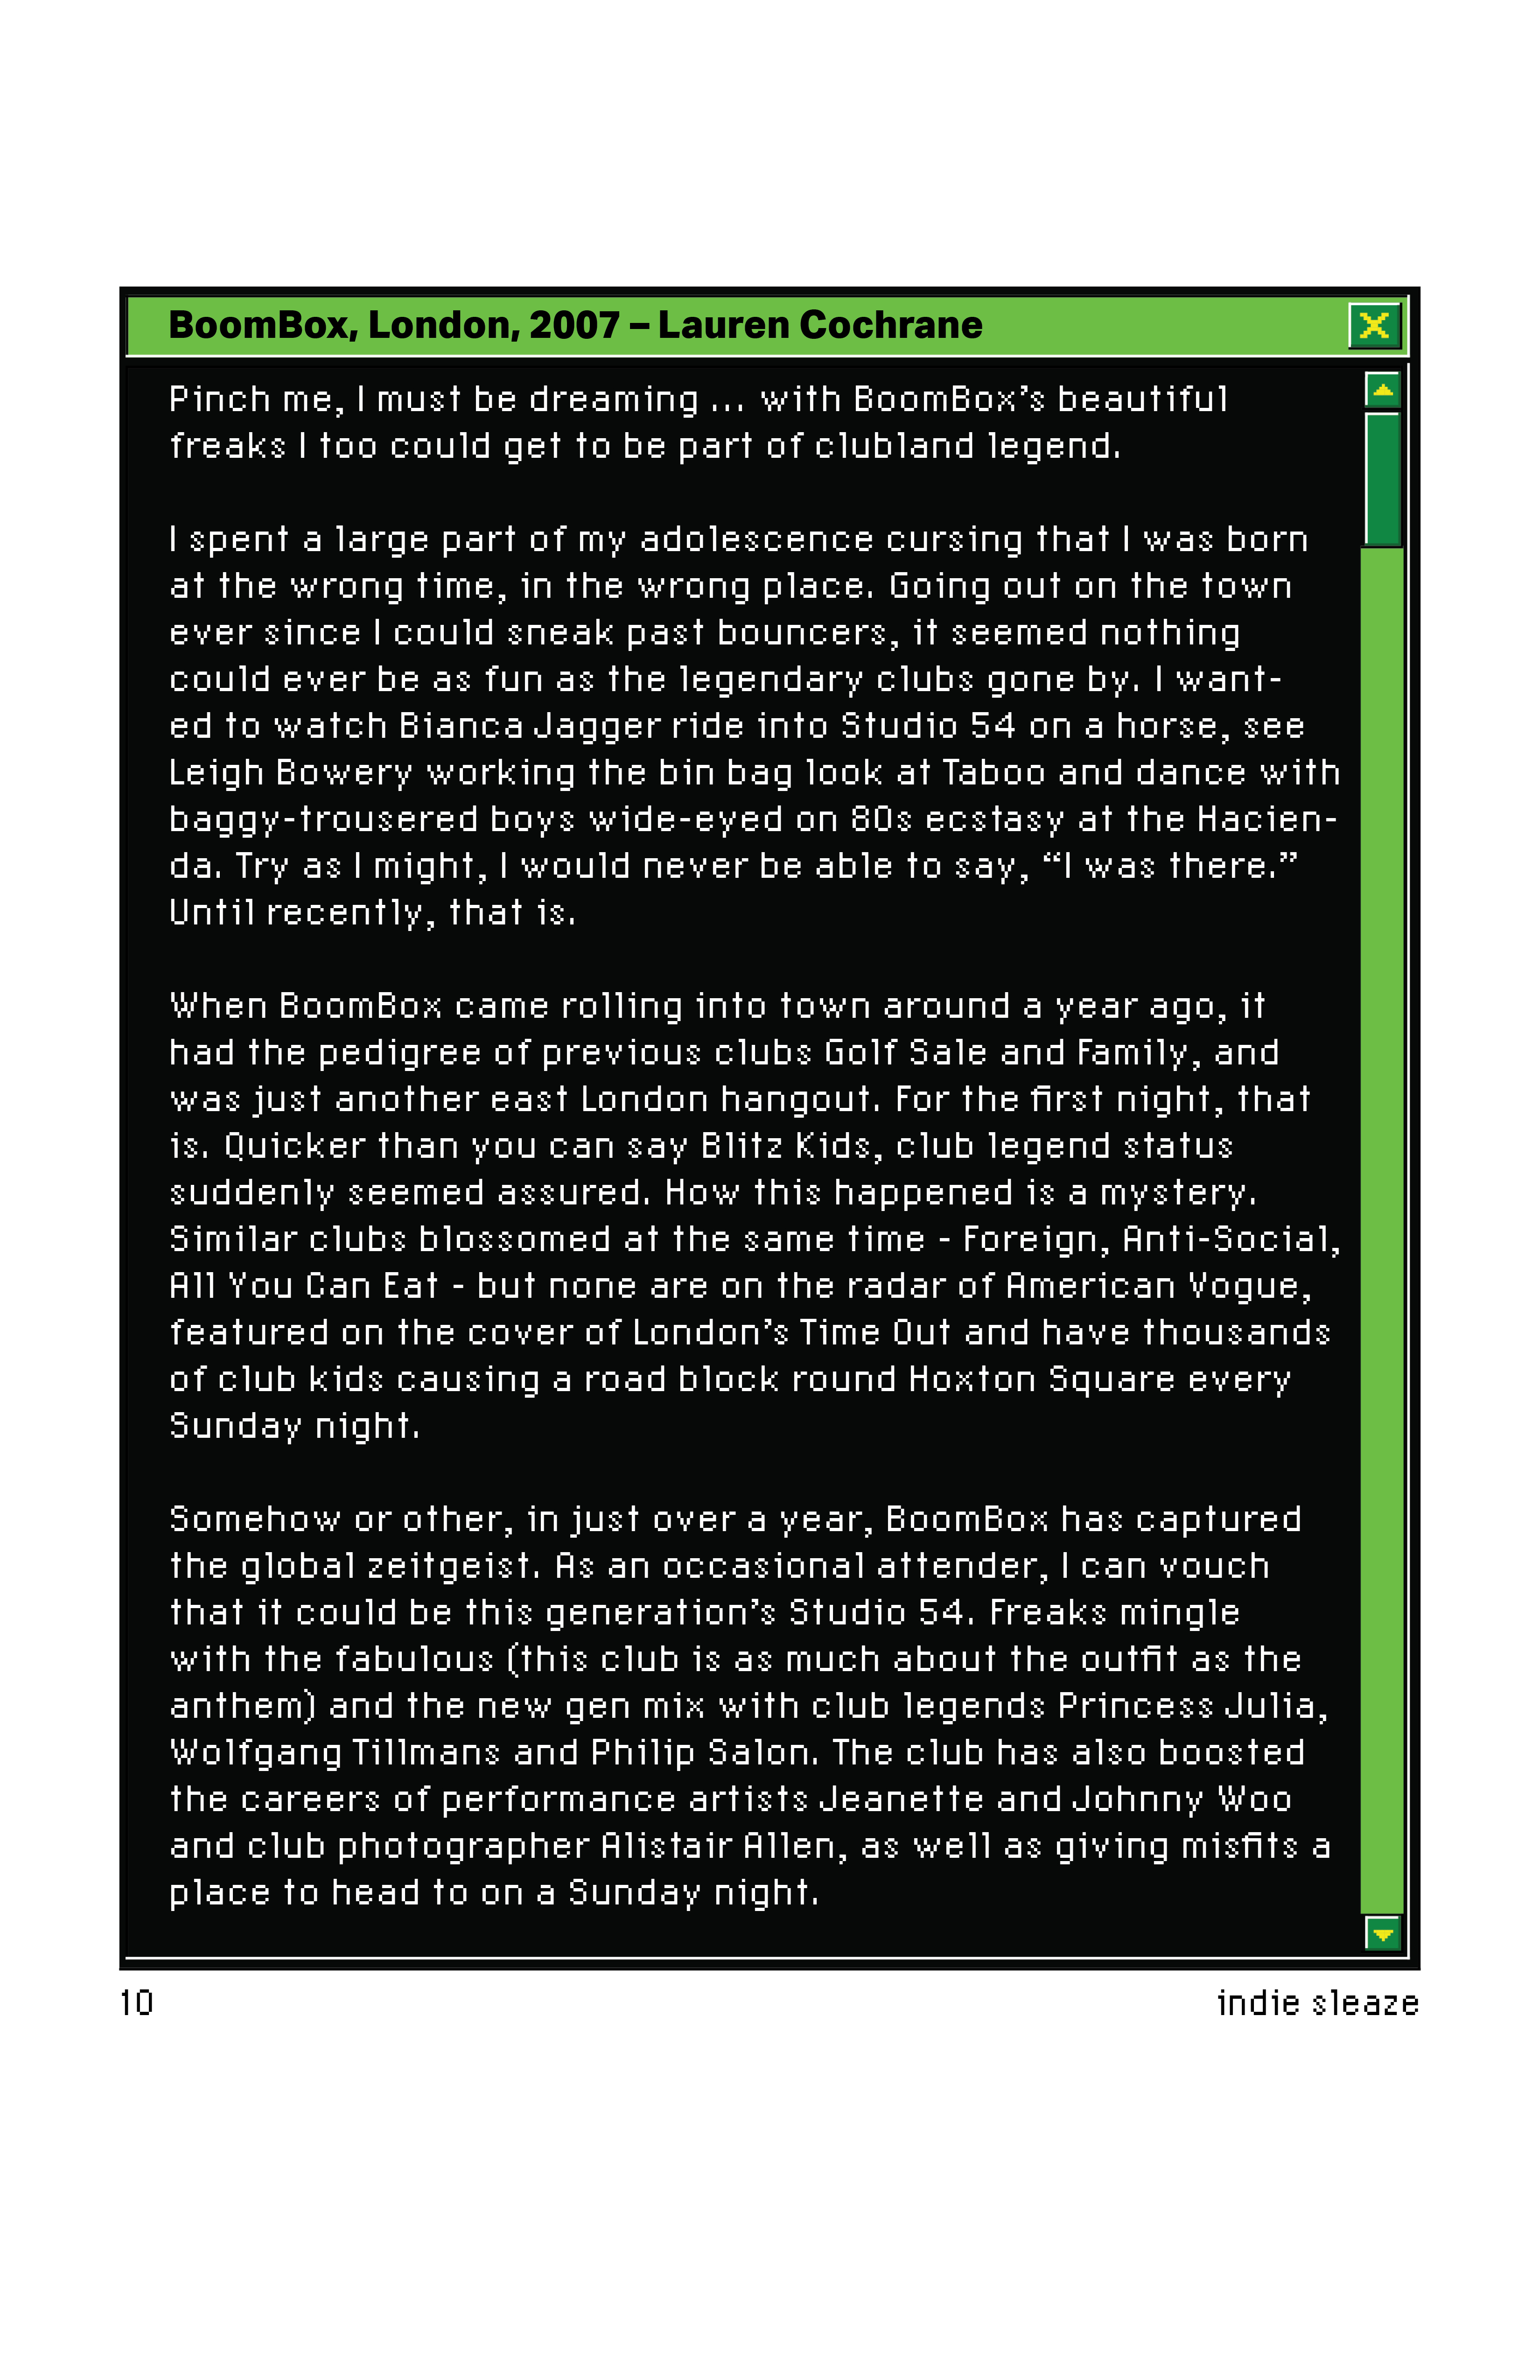 BoomBox, London, 2007 – Lauren Cochrane
Pinch me, I must be dreaming ... with BoomBox’s beautiful
freaks I too could get to be part of clubland legend.
I spent a large part of my adolescence cursing that I was born
at the wrong time, in the wrong place. Going out on the town
ever since I could sneak past bouncers, it seemed nothing
could ever be as fun as the legendary clubs gone by. I want-
ed to watch Bianca Jagger ride into Studio 54 on a horse, see
Leigh Bowery working the bin bag look at Taboo and dance with
baggy-trousered boys wide-eyed on 80s ecstasy at the Hacien-
da. Try as I might, I would never be able to say, “I was there.”
Until recently, that is.
When BoomBox came rolling into town around a year ago, it
had the pedigree of previous clubs Golf Sale and Family, and
was just another east London hangout. For the first night, that
is. Quicker than you can say Blitz Kids, club legend status
suddenly seemed assured. How this happened is a mystery.
Similar clubs blossomed at the same time - Foreign, Anti-Social,
All You Can Eat - but none are on the radar of American Vogue,
featured on the cover of London’s Time Out and have thousands
of club kids causing a road block round Hoxton Square every
Sunday night.
Somehow or other, in just over a year, BoomBox has captured
the global zeitgeist. As an occasional attender, I can vouch
that it could be this generation’s Studio 54. Freaks mingle
with the fabulous (this club is as much about the outfit as the
anthem) and the new gen mix with club legends Princess Julia,
Wolfgang Tillmans and Philip Salon. The club has also boosted
the careers of performance artists Jeanette and Johnny Woo
and club photographer Alistair Allen, as well as giving misfits a
place to head to on a Sunday night.
10
indie sleaze